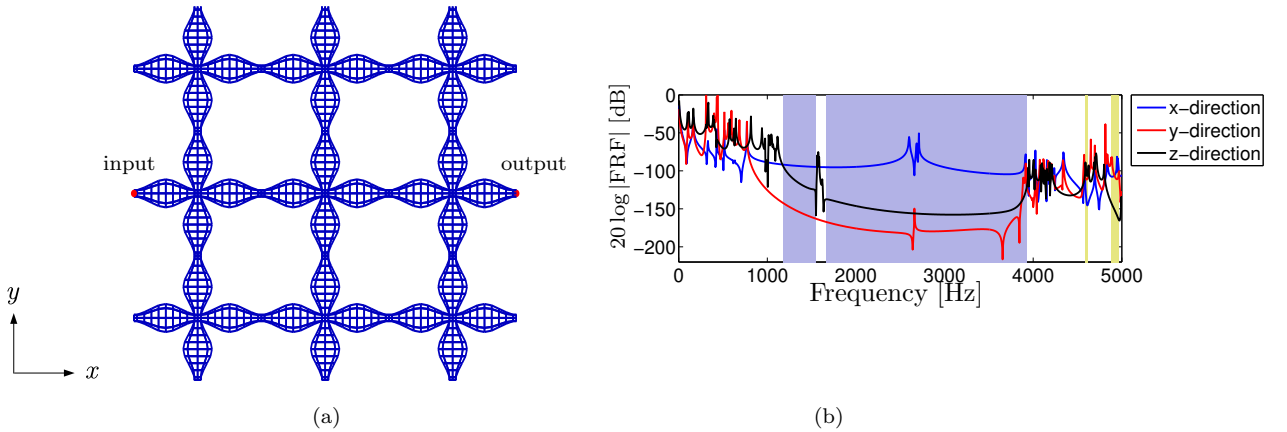 input
output
y
x
(a)
20 log |FRF| [dB]
0
−50
−100
−150
−200
0 1000 2000 3000 4000 5000
Frequency [Hz]
x−direction
y−direction
z−direction
(b)